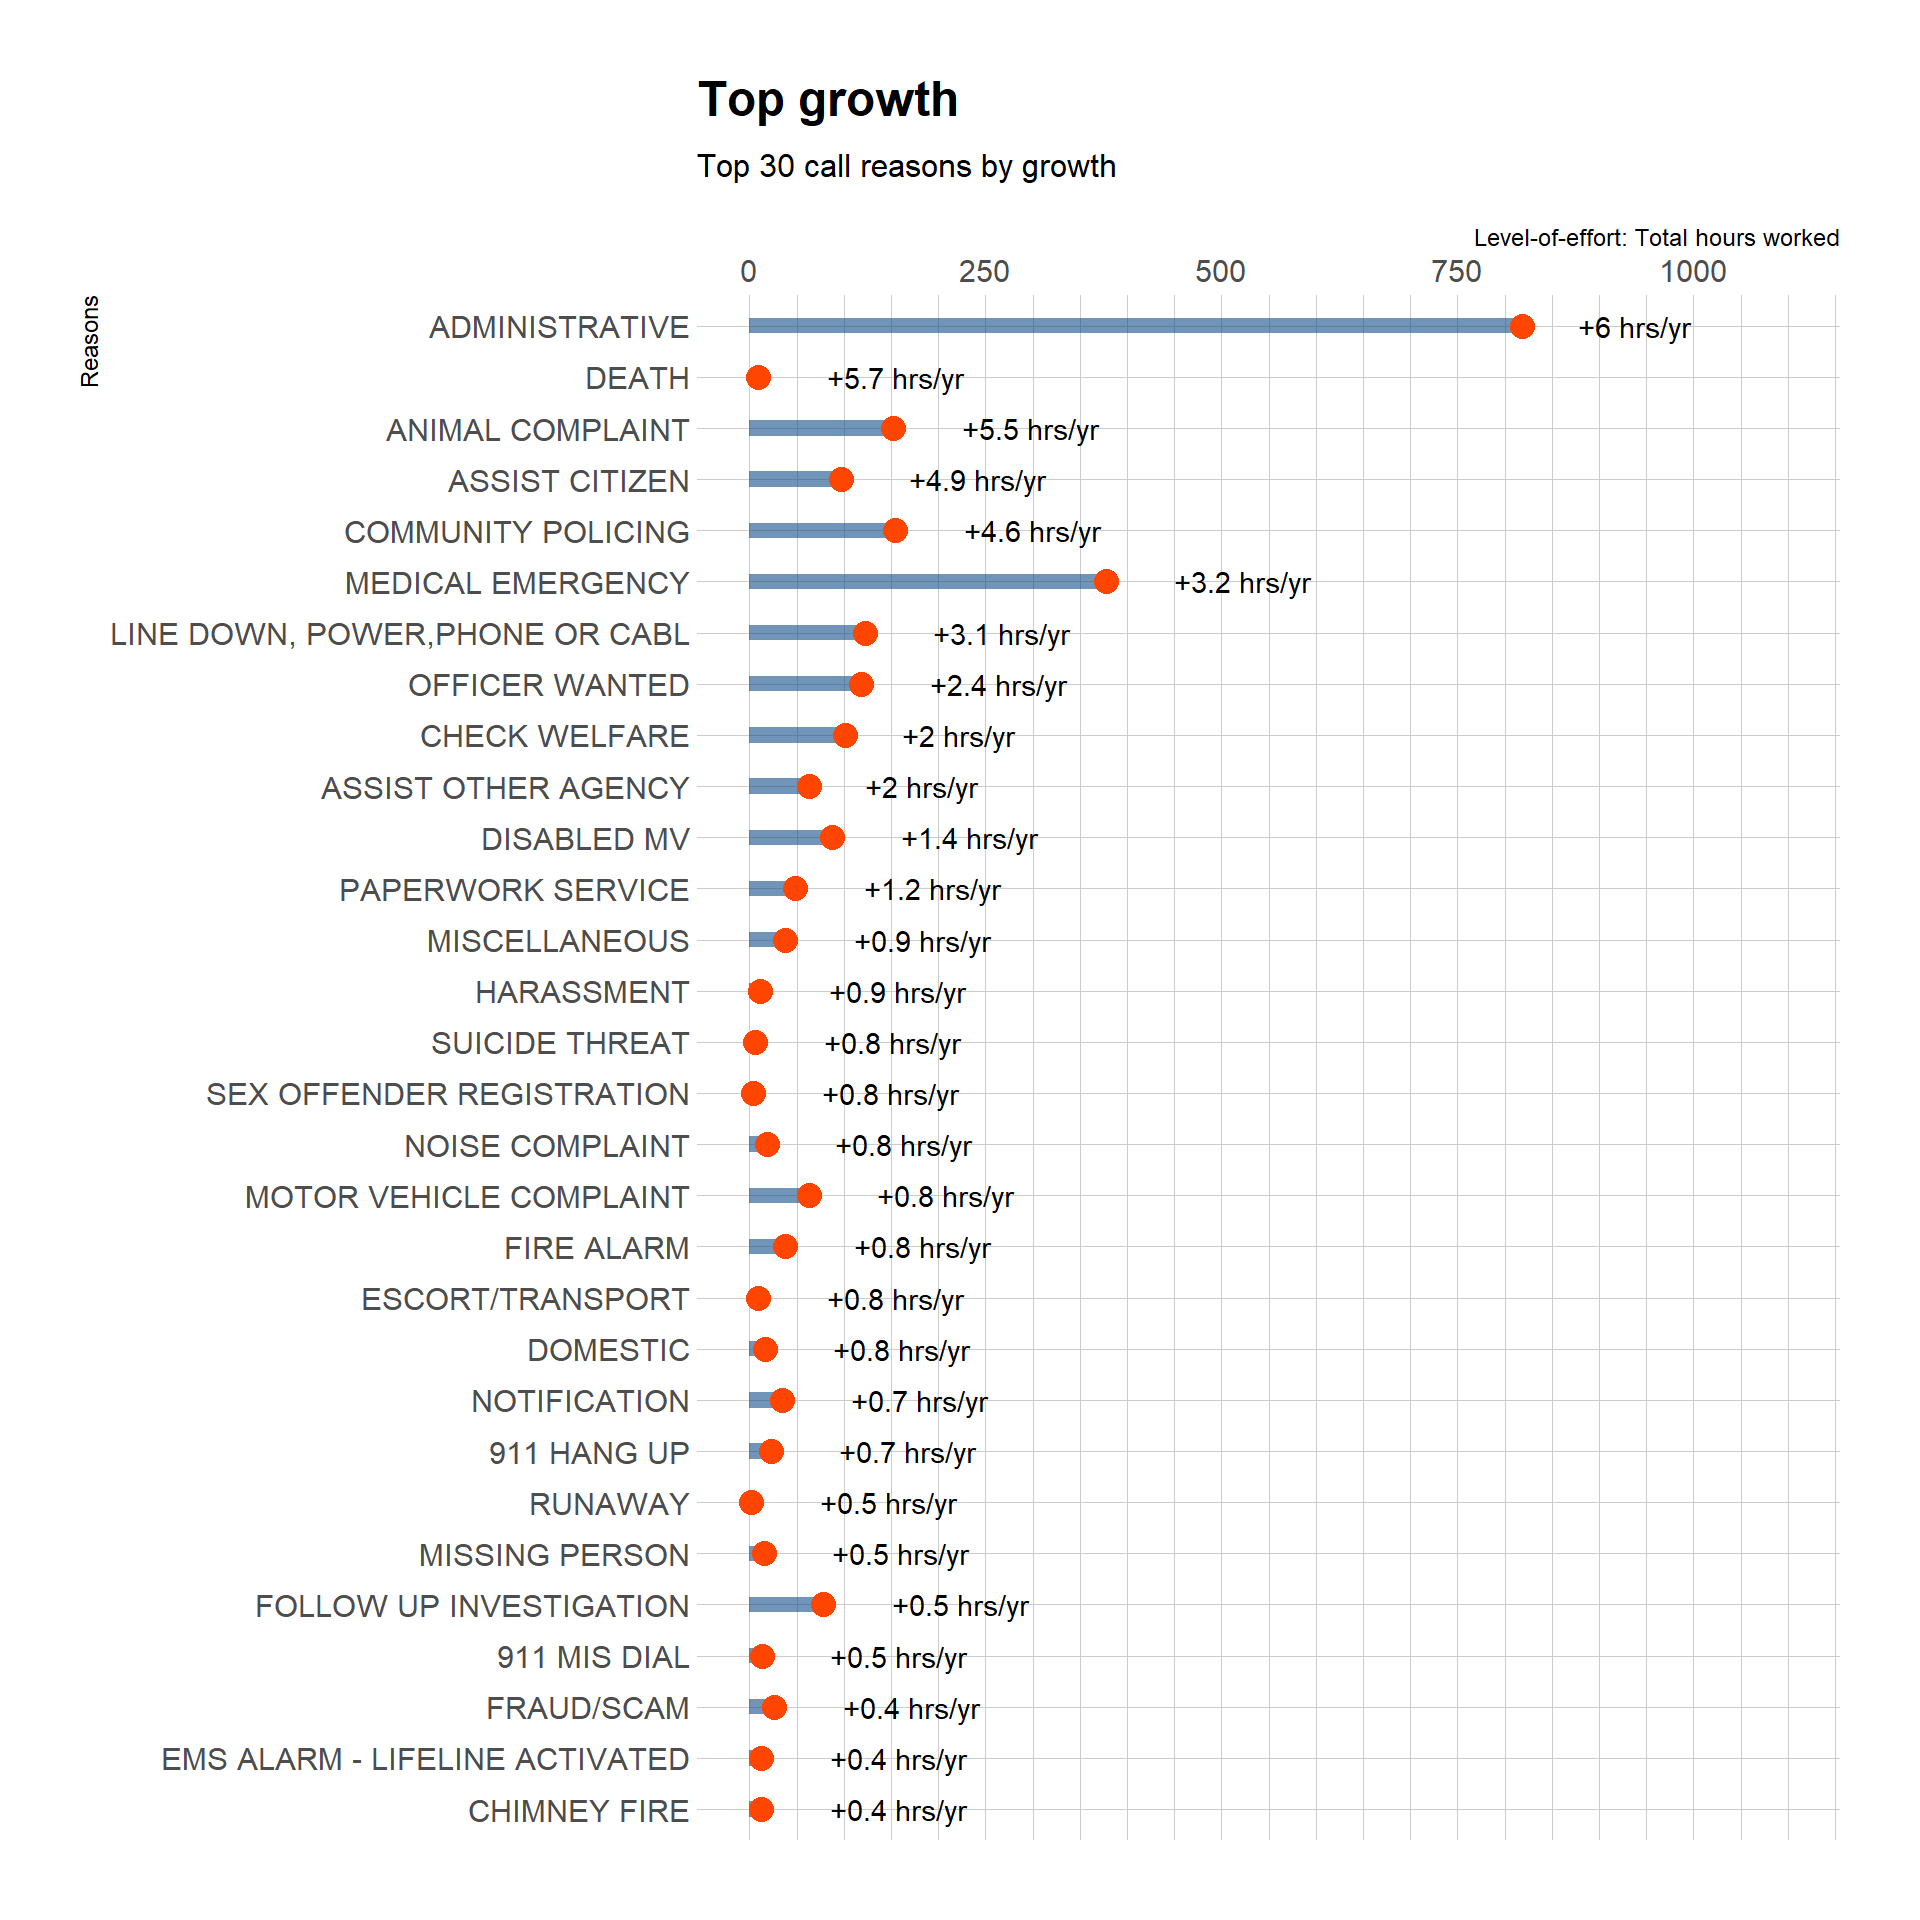 Top growth
Top 30 call reasons by growth
Level-of-effort: Total hours worked
0 250 500 750 1000
Reasons
ADMINISTRATIVE +6 hrs/yr
DEATH +5.7 hrs/yr
ANIMAL COMPLAINT +5.5 hrs/yr
ASSIST CITIZEN +4.9 hrs/yr
COMMUNITY POLICING +4.6 hrs/yr
MEDICAL EMERGENCY +3.2 hrs/yr
LINE DOWN, POWER,PHONE OR CABL +3.1 hrs/yr
OFFICER WANTED +2.4 hrs/yr
CHECK WELFARE +2 hrs/yr
ASSIST OTHER AGENCY +2 hrs/yr
DISABLED MV +1.4 hrs/yr
PAPERWORK SERVICE +1.2 hrs/yr
MISCELLANEOUS +0.9 hrs/yr
HARASSMENT +0.9 hrs/yr
SUICIDE THREAT +0.8 hrs/yr
SEX OFFENDER REGISTRATION +0.8 hrs/yr
NOISE COMPLAINT +0.8 hrs/yr
MOTOR VEHICLE COMPLAINT +0.8 hrs/yr
FIRE ALARM +0.8 hrs/yr
ESCORT/TRANSPORT +0.8 hrs/yr
DOMESTIC +0.8 hrs/yr
NOTIFICATION +0.7 hrs/yr
911 HANG UP +0.7 hrs/yr
RUNAWAY +0.5 hrs/yr
MISSING PERSON +0.5 hrs/yr
FOLLOW UP INVESTIGATION +0.5 hrs/yr
911 MIS DIAL +0.5 hrs/yr
FRAUD/SCAM +0.4 hrs/yr
EMS ALARM - LIFELINE ACTIVATED +0.4 hrs/yr
CHIMNEY FIRE +0.4 hrs/yr